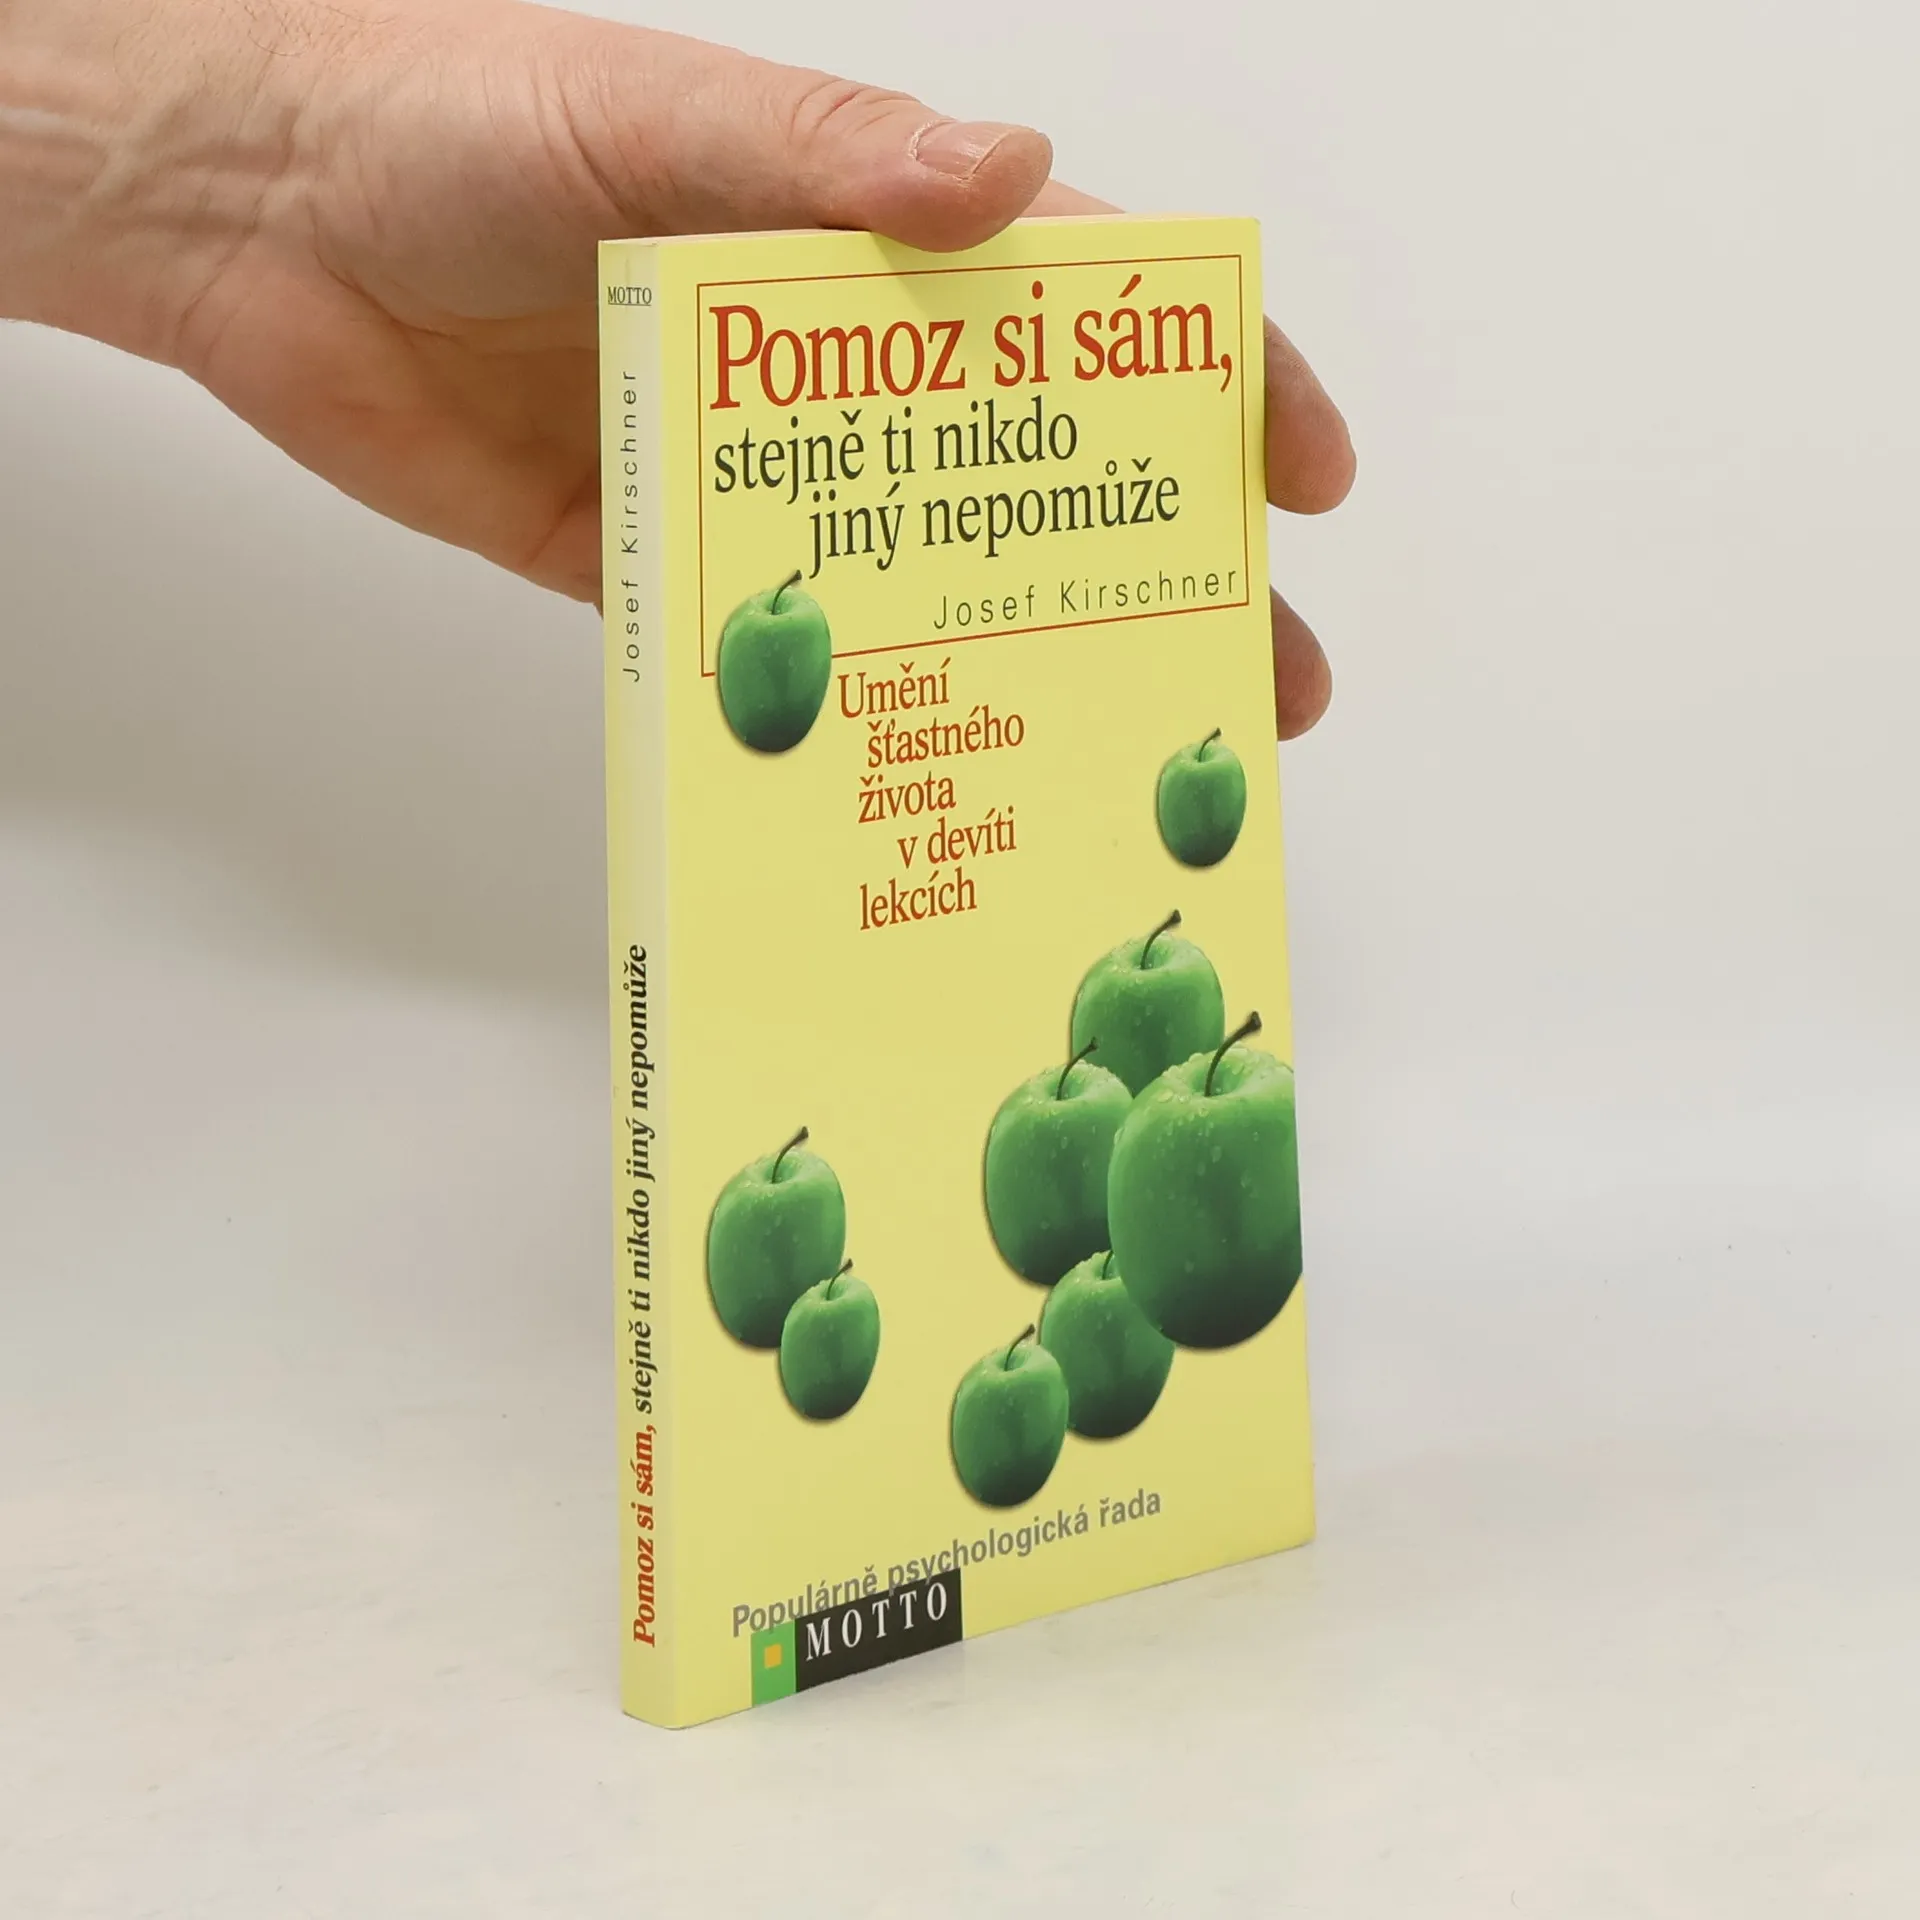 MOTTO
Josef Kirschner
Pomoz si sám, stejně ti nikdo jiný nepomůže
Pomoz si sám,
stejně ti nikdo
jiný nepomůže
Josef Kirschner
Umění
šťastného
života
v devíti
lekcích
Populárně psychologická řada
MOTTO